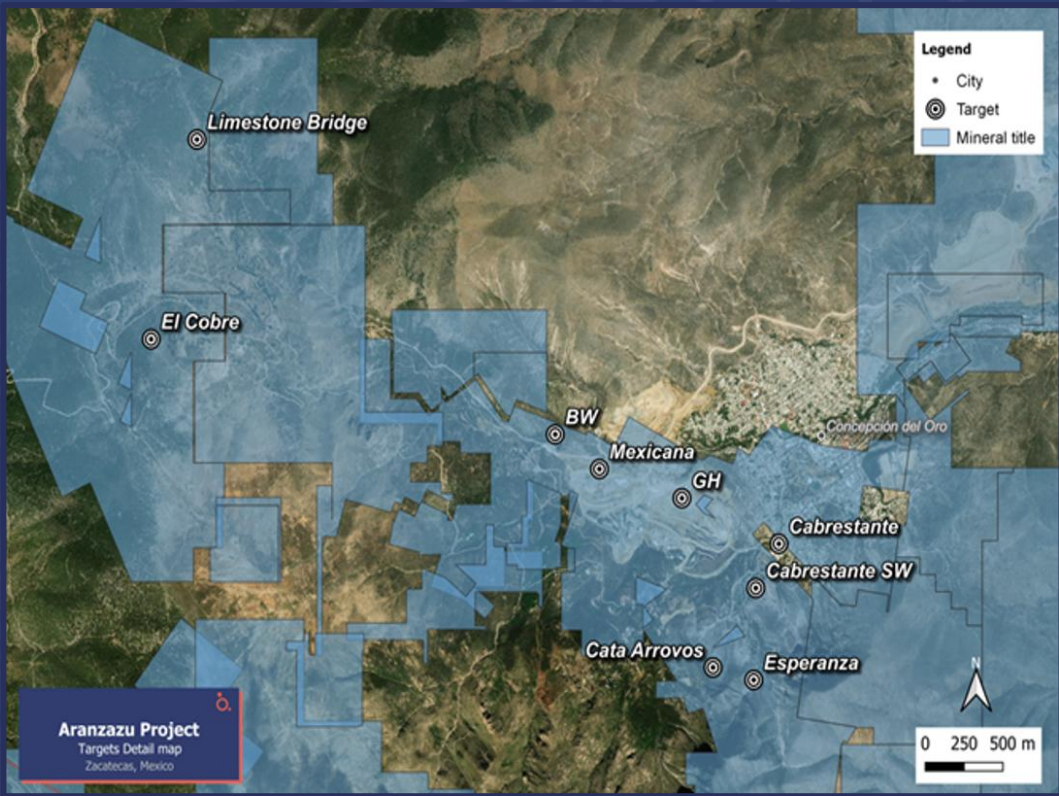 Legend
City
Target
Mineral title
Limestone Bridge
El Cobre
BW
Mexicana
Concepción del Oro
GH
Cabrestante
Cabrestante SW
Cata Arrovos
Esperanza
N
Aranzazu Project
Targets Detail map
Zacatecas, Mexico
0 250 500 m